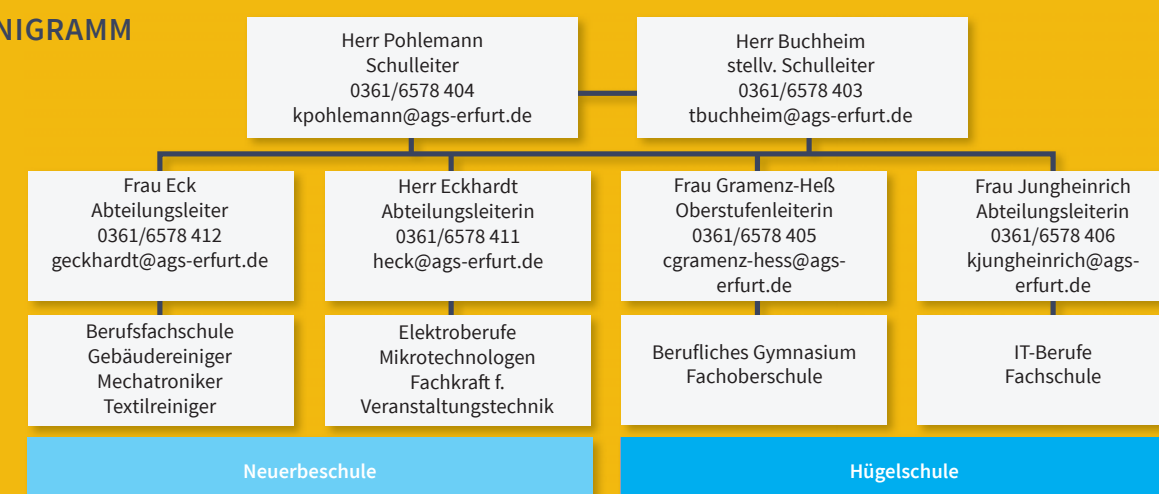 NIGRAMM
Herr Pohlemann
Schulleiter
0361/6578 404
kpohlemann@ags-erfurt.de
Herr Buchheim
stellv. Schulleiter
0361/6578 403
tbuchheim@ags-erfurt.de
Frau Eck
Abteilungsleiter
0361/6578 412
geckhardt@ags-erfurt.de
Herr Eckhardt
Abteilungsleiterin
0361/6578 411
heck@ags-erfurt.de
Frau Gramenz-Heß
Oberstufenleiterin
0361/6578 405
cgramenz-hess@ags-
erfurt.de
Frau Jungheinrich
Abteilungsleiterin
0361/6578 406
kjungheinrich@ags-
erfurt.de
Berufsfachschule
Gebäudereiniger
Mechatroniker
Textilreiniger
Elektroberufe
Mikrotechnologen
Fachkraft f.
Veranstaltungstechnik
Berufliches Gymnasium
Fachoberschule
IT-Berufe
Fachschule
Neuerbeschule
Hügelschule